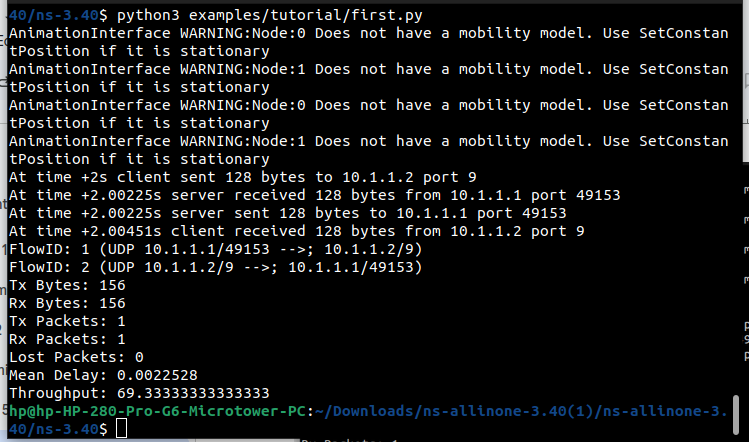 40/ns-3.40$ python3 examples/tutorial/first.py
AnimationInterface WARNING:Node:0 Does not have a mobility model. Use SetConstan
tPosition if it is stationary
AnimationInterface WARNING:Node:1 Does not have a mobility model. Use SetConstan
tPosition if it is stationary
AnimationInterface WARNING:Node:0 Does not have a mobility model. Use SetConstan
tPosition if it is stationary
AnimationInterface WARNING:Node:1 Does not have a mobility model. Use SetConstan
tPosition if it is stationary
At time +2s client sent 128 bytes to 10.1.1.2 port 9
At time +2.00225s server received 128 bytes from 10.1.1.1 port 49153
At time +2.00225s server sent 128 bytes to 10.1.1.1 port 49153
At time +2.00451s client received 128 bytes from 10.1.1.2 port 9
FlowID: 1 (UDP 10.1.1.1/49153 -->; 10.1.1.2/9)
FlowID: 2 (UDP 10.1.1.2/9 -->; 10.1.1.1/49153)
Tx Bytes: 156
Rx Bytes: 156
Tx Packets: 1
Rx Packets: 1
Lost Packets: 0
Mean Delay: 0.0022528
Throughput: 69.33333333333333
hp@hp-HP-280-Pro-G6-Microtower-PC:~/Downloads/ns-allinone-3.40(1)/ns-allinone-3.
40/ns-3.40$